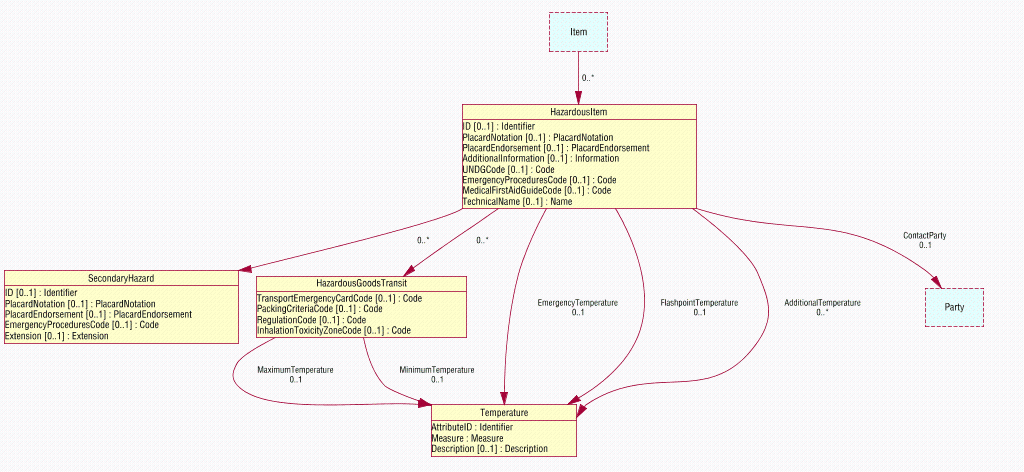 Item
0..*
HazardousItem
ID [0..1] : Identifier
PlacardNotation [0..1] : PlacardNotation
PlacardEndorsement [0..1] : PlacardEndorsement
AdditionalInformation [0..1] : Information
UNDGCode [0..1] : Code
EmergencyProceduresCode [0..1] : Code
MedicalFirstAidGuideCode [0..1] : Code
TechnicalName [0..1] : Name
0..*
0..*
ContactParty
0..1
SecondaryHazard
ID [0..1] : Identifier
PlacardNotation [0..1] : PlacardNotation
PlacardEndorsement [0..1] : PlacardEndorsement
EmergencyProceduresCode [0..1] : Code
Extension [0..1] : Extension
HazardousGoodsTransit
TransportEmergencyCardCode [0..1] : Code
PackingCriteriaCode [0..1] : Code
RegulationCode [0..1] : Code
InhalationToxicityZoneCode [0..1] : Code
EmergencyTemperature
0..1
FlashpointTemperature
0..1
AdditionalTemperature
0..*
Party
MaximumTemperature
0..1
MinimumTemperature
0..1
Temperature
AttributeID : Identifier
Measure : Measure
Description [0..1] : Description